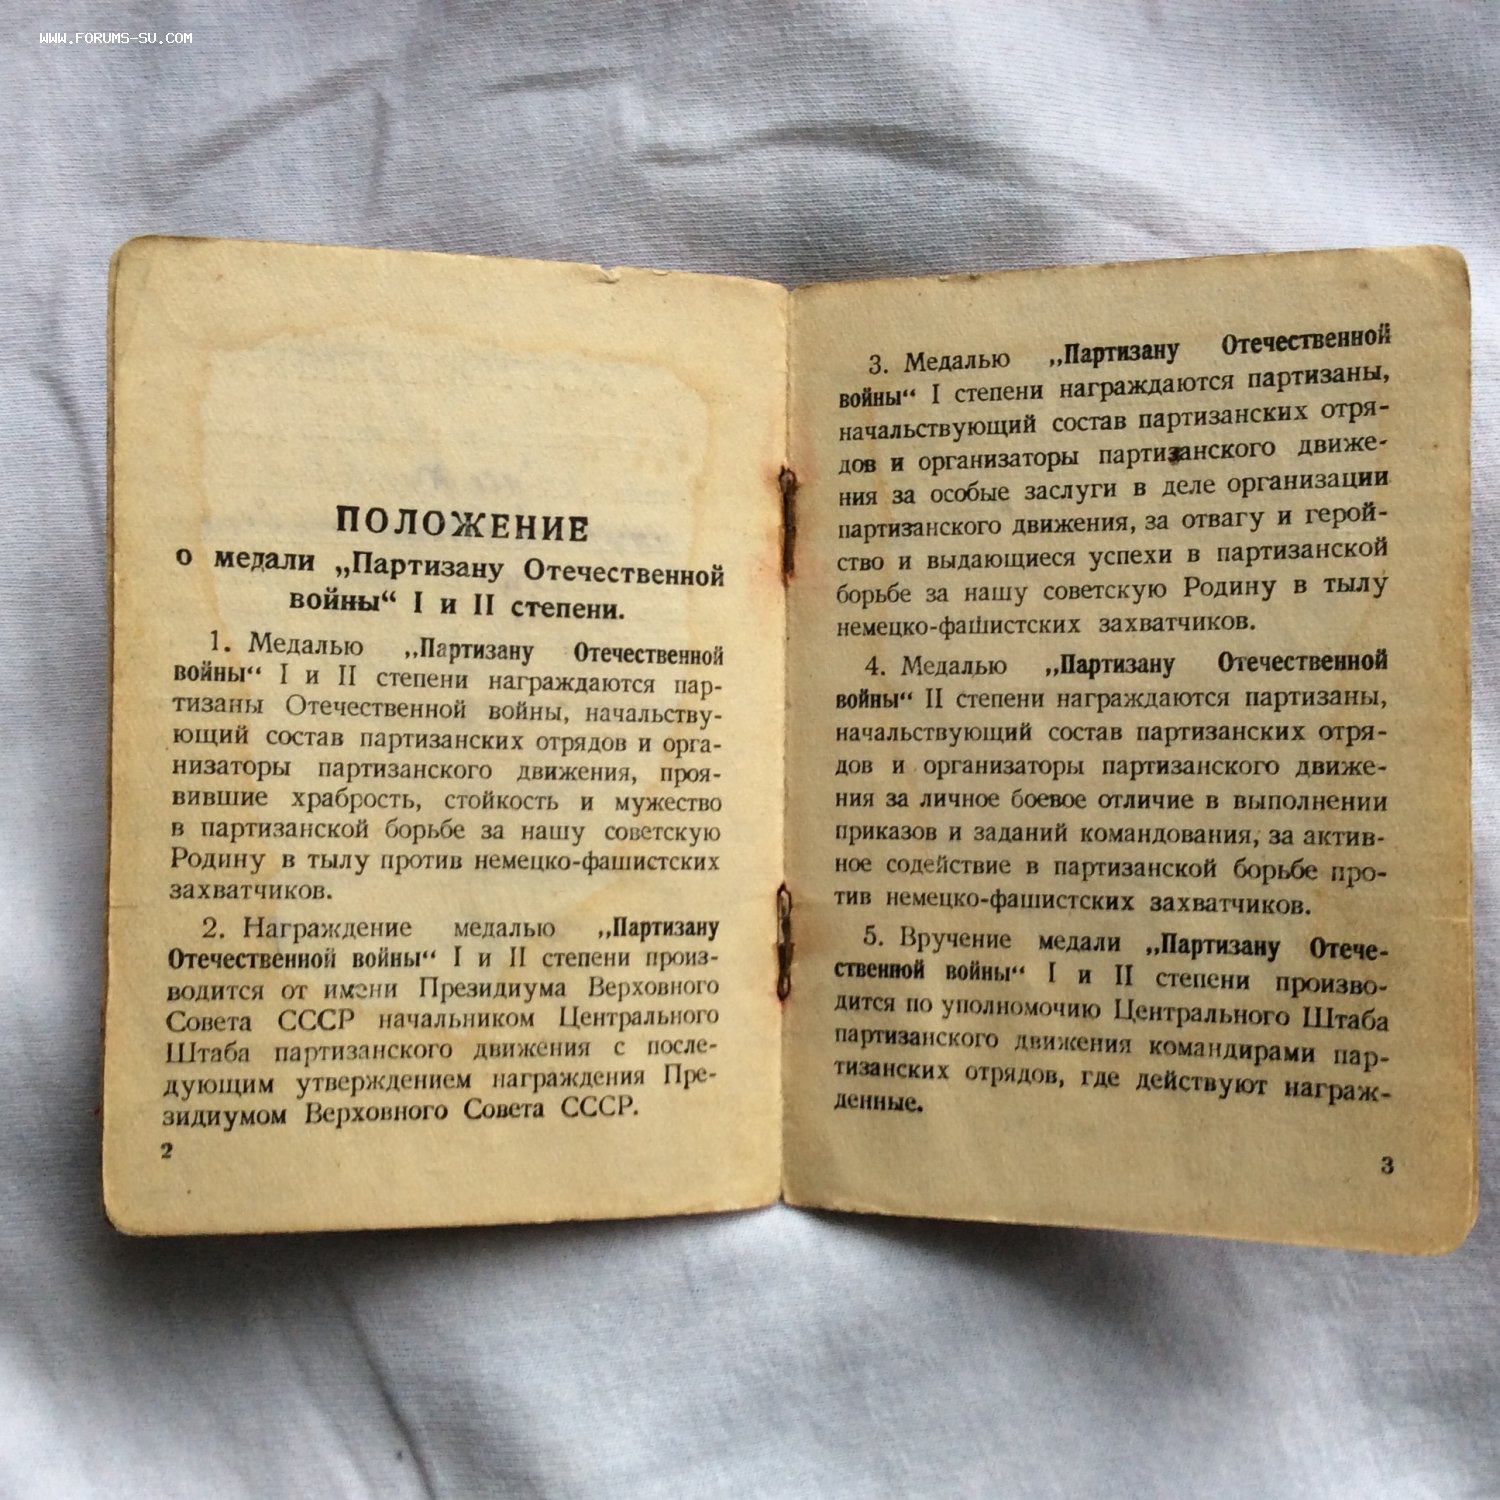 WWW.FORUMS-SU.COM
ПОЛОЖЕНИЕ
о медали „Партизану Отечественной
войны“ I и II степени.
1. Медалью „Партизану Отечественной
войны“ I и II степени награждаются пар-
тизаны Отечественной войны, начальству-
ющий состав партизанских отрядов и орга-
низаторы партизанского движения, проя-
вившие храбрость, стойкость и мужество
в партизанской борьбе за нашу советскую
Родину в тылу против немецко-фашистских
захватчиков.
2. Награждение медалью „Партизану
Отечественной войны“ I и II степени произ-
водится от имени Президиума Верховного
Совета СССР начальником Центрального
Штаба партизанского движения с после-
дующим утверждением награждения Пре-
зидиумом Верховного Совета СССР.
2
3. Медалью „Партизану Отечественной
войны“ I степени награждаются партизаны,
начальствующий состав партизанских отря-
дов и организаторы партизанского движе-
ния за особые заслуги в деле организации
партизанского движения, за отвагу и герой-
ство и выдающиеся успехи в партизанской
борьбе за нашу советскую Родину в тылу
немецко-фашистских захватчиков.
4. Медалью „Партизану Отечественной
войны“ II степени награждаются партизаны,
начальствующий состав партизанских отря-
дов и организаторы партизанского движе-
ния за личное боевое отличие в выполнении
приказов и заданий командования, за актив-
ное содействие в партизанской борьбе про-
тив немецко-фашистских захватчиков.
5. Вручение медали „Партизану Отече-
ственной войны“ I и II степени произво-
дится по уполномочию Центрального Штаба
партизанского движения командирами пар-
тизанских отрядов, где действуют награж-
денные.
3